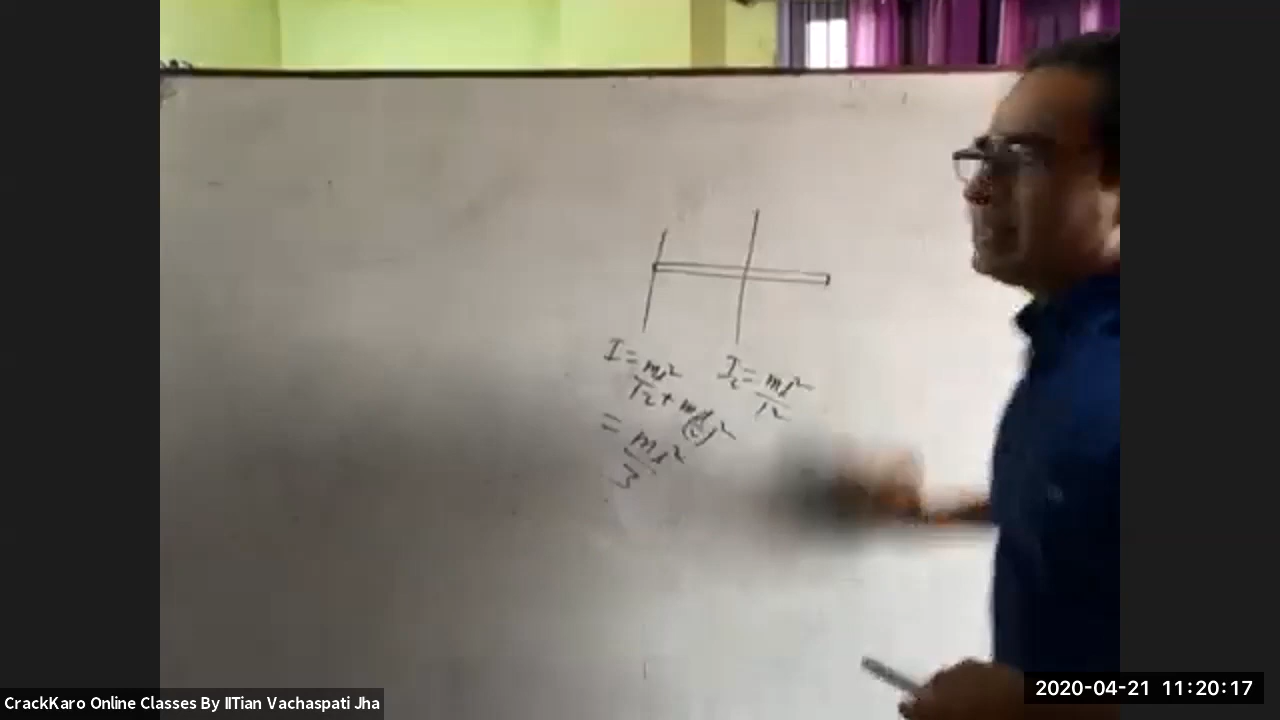 I = ml²/12 + m(l/2)²
= ml²/3
I_c = ml²/12
CrackKaro Online Classes By IITian Vachaspati Jha
2020-04-21 11:20:17